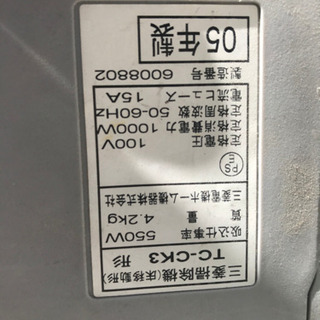 三菱掃除機(床移動形)
TC-CK3 形
吸込仕事率 550W
質量 4.2kg
三菱電機ホーム機器株式会社
定格電圧 100V
定格消費電力 1000W
定格周波数 50-60Hz
電流ヒューズ 15A
製造番号 6008802
05年製
PS
E